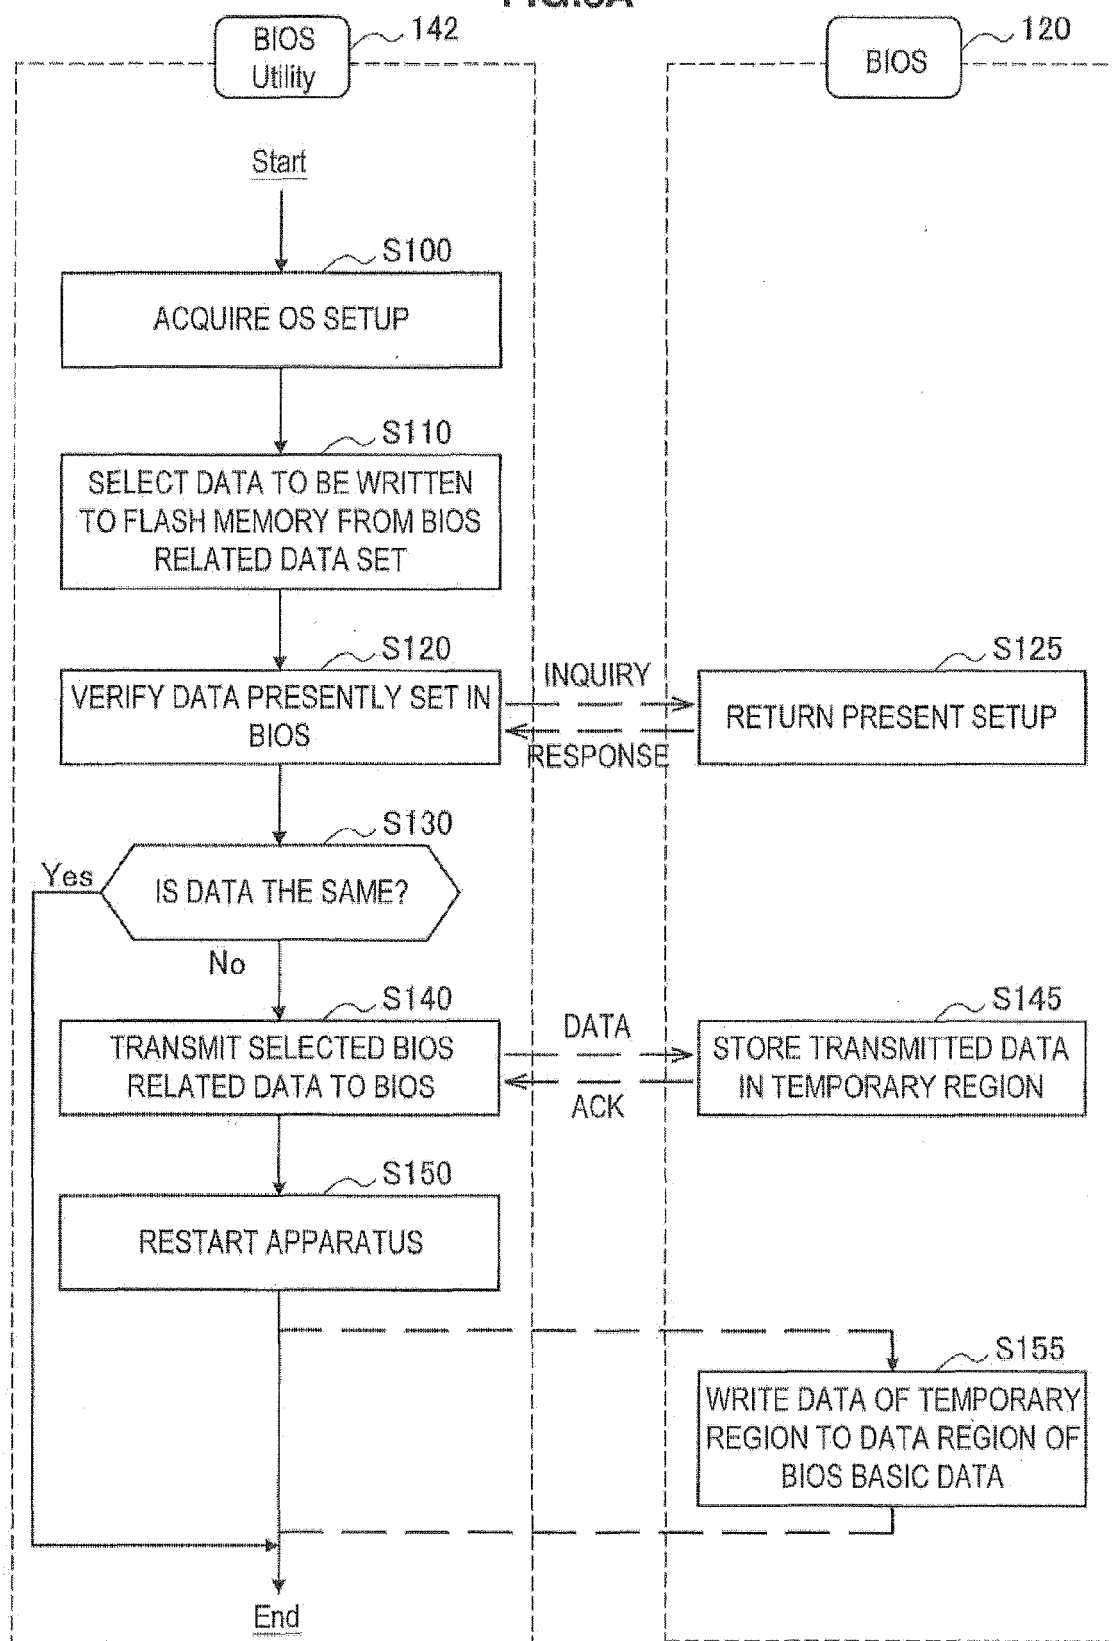 BIOS
Utility
142
BIOS
120
Start
S100
ACQUIRE OS SETUP
S110
SELECT DATA TO BE WRITTEN
TO FLASH MEMORY FROM BIOS
RELATED DATA SET
S120
VERIFY DATA PRESENTLY SET IN
BIOS
INQUIRY
RESPONSE
S125
RETURN PRESENT SETUP
S130
Yes
IS DATA THE SAME?
No
S140
TRANSMIT SELECTED BIOS
RELATED DATA TO BIOS
DATA
ACK
S145
STORE TRANSMITTED DATA
IN TEMPORARY REGION
S150
RESTART APPARATUS
S155
WRITE DATA OF TEMPORARY
REGION TO DATA REGION OF
BIOS BASIC DATA
End